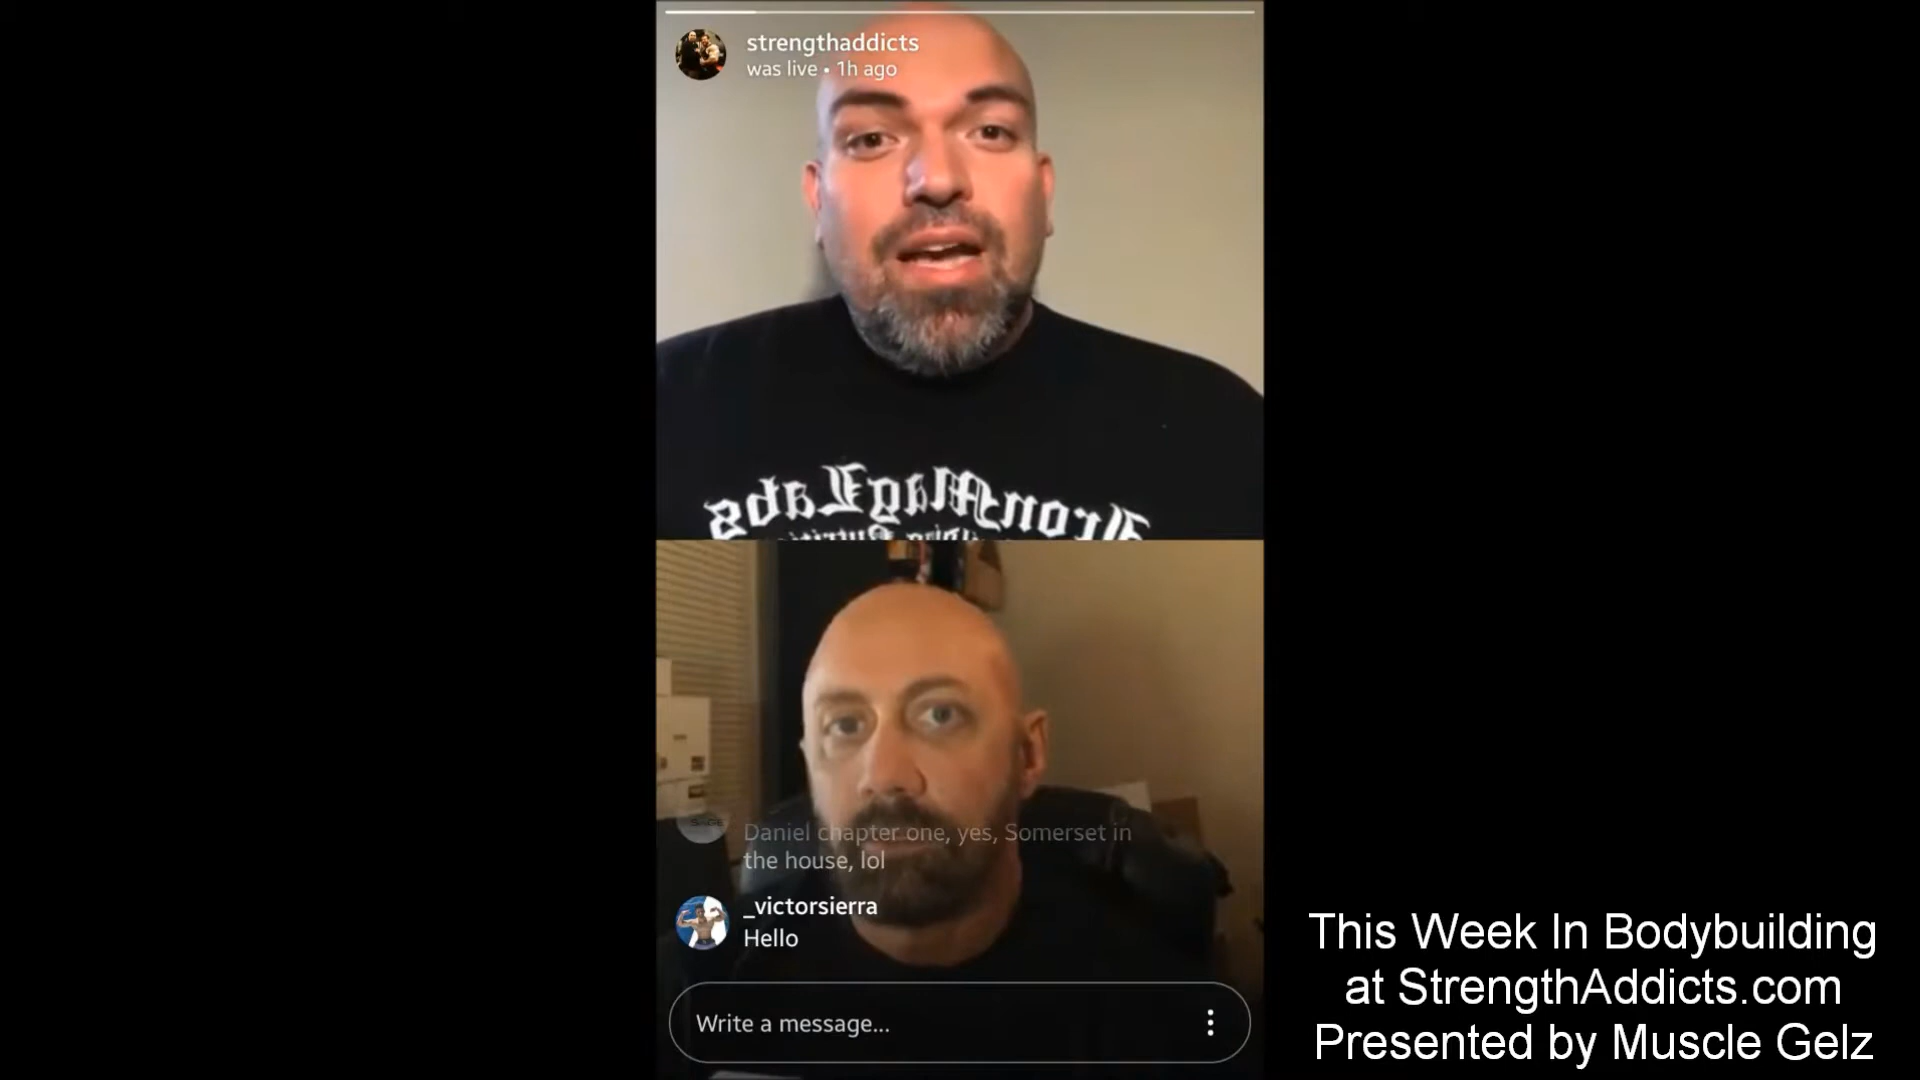 strengthaddicts
was live • 1h ago
IronMagLabs
Daniel chapter one, yes, Somerset in
the house, lol
_victorsierra
Hello
Write a message...
This Week In Bodybuilding
at StrengthAddicts.com
Presented by Muscle Gelz